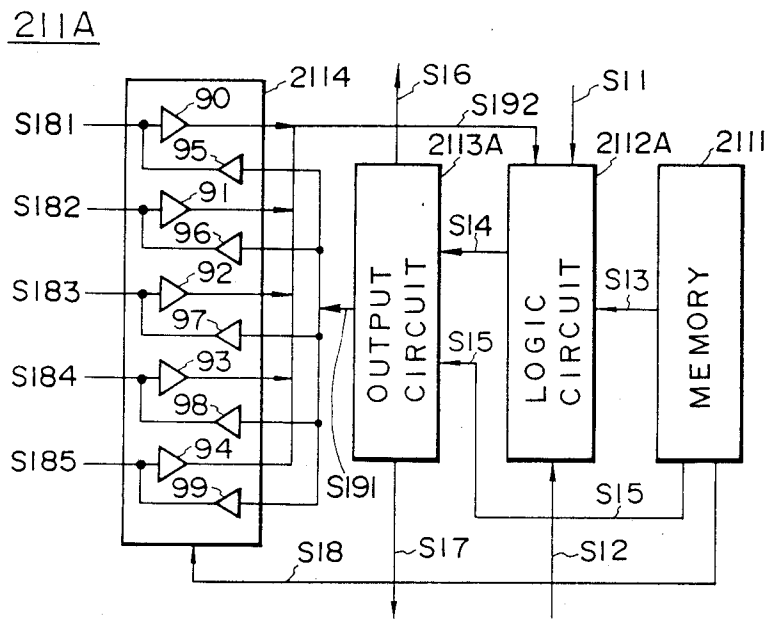 211A
2114
S16
S11
S181
90
S192
2113A
2112A
2111
95
S182
91
S14
96
S13
S183
92
OUTPUT
CIRCUIT
LOGIC
CIRCUIT
MEMORY
97
S15
S184
93
98
S185
94
S191
99
S15
S18
S17
S12